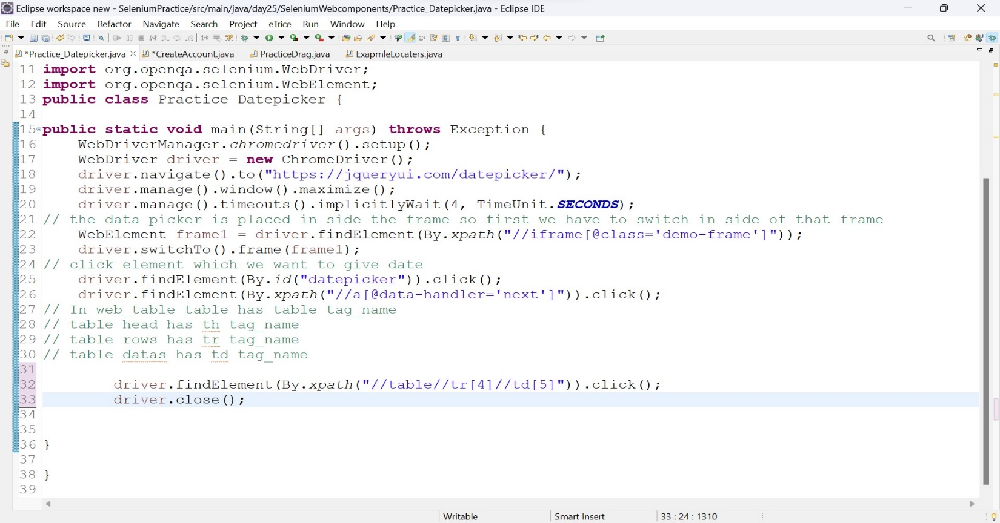 Eclipse workspace new - SeleniumPractice/src/main/java/day25/SeleniumWebcomponents/Practice_Datepicker.java - Eclipse IDE
File Edit Source Refactor Navigate Search Project eTrice Run Window Help
*Practice_Datepicker.java *CreateAccount.java PracticeDrag.java ExapmleLocaters.java
11 import org.openqa.selenium.WebDriver;
12 import org.openqa.selenium.WebElement;
13 public class Practice_Datepicker {
14
15 public static void main(String[] args) throws Exception {
16 WebDriverManager.chromedriver().setup();
17 WebDriver driver = new ChromeDriver();
18 driver.navigate().to("https://jqueryui.com/datepicker/");
19 driver.manage().window().maximize();
20 driver.manage().timeouts().implicitlyWait(4, TimeUnit.SECONDS);
21 // the data picker is placed in side the frame so first we have to switch in side of that frame
22 WebElement frame1 = driver.findElement(By.xpath("//iframe[@class='demo-frame']"));
23 driver.switchTo().frame(frame1);
24 // click element which we want to give date
25 driver.findElement(By.id("datepicker")).click();
26 driver.findElement(By.xpath("//a[@data-handler='next']")).click();
27 // In web_table table has table tag_name
28 // table head has th tag_name
29 // table rows has tr tag_name
30 // table datas has td tag_name
31
32 driver.findElement(By.xpath("//table//tr[4]//td[5]")).click();
33 driver.close();
34
35
36 }
37
38 }
39
Writable Smart Insert 33 : 24 : 1310